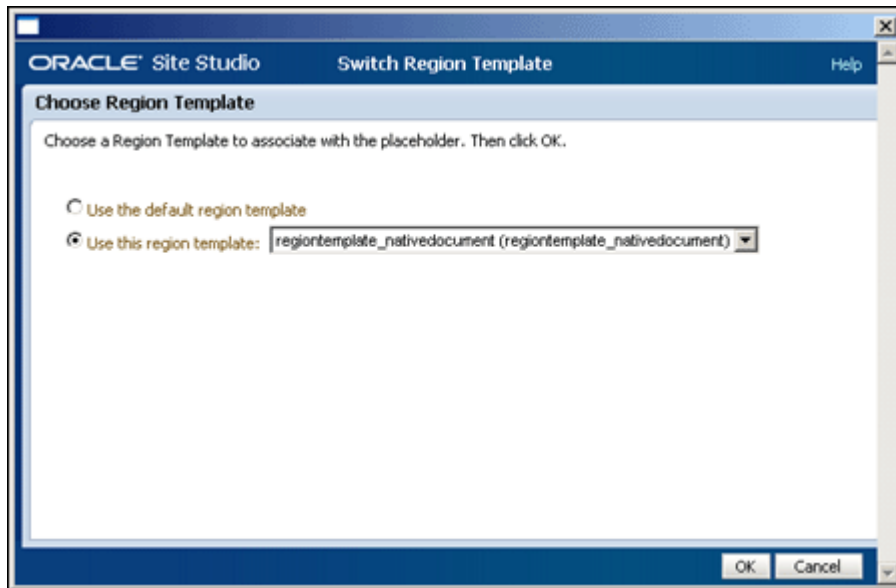 ORACLE Site Studio Switch Region Template Help
Choose Region Template
Choose a Region Template to associate with the placeholder. Then click OK.
Use the default region template
Use this region template: regiontemplate_nativedocument (regiontemplate_nativedocument)
OK Cancel